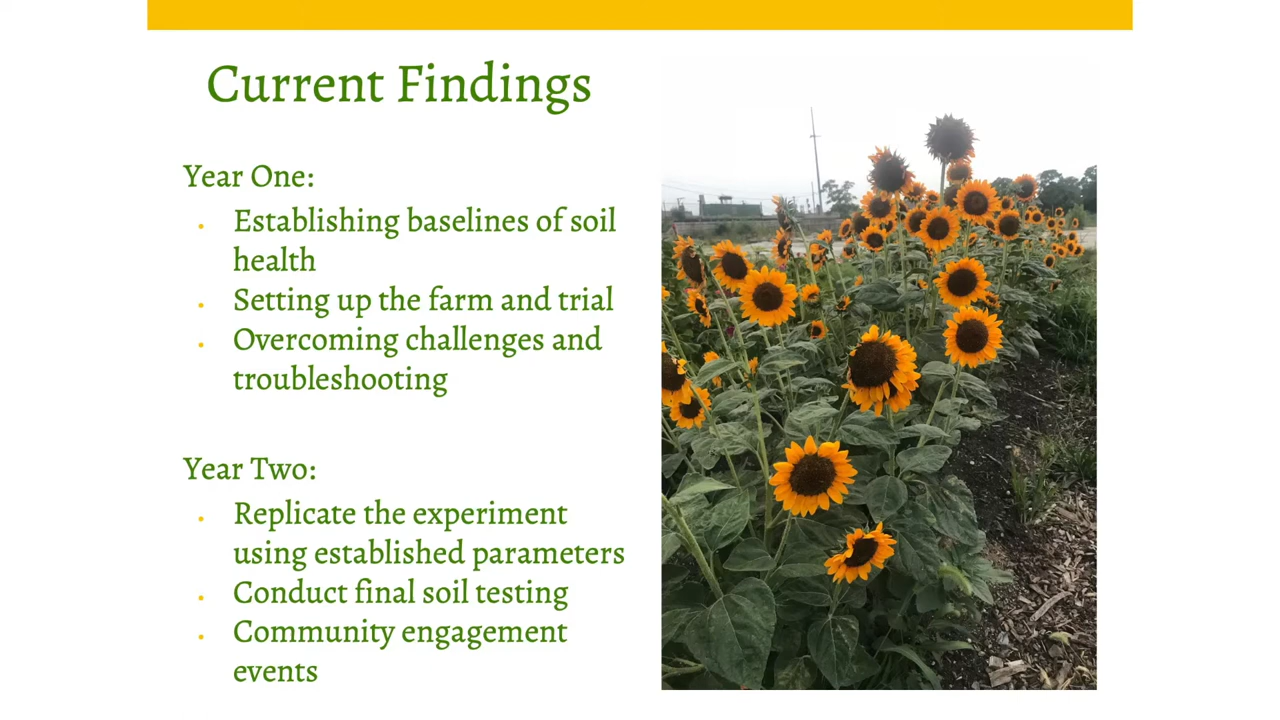 Current Findings
Year One:
Establishing baselines of soil
health
Setting up the farm and trial
Overcoming challenges and
troubleshooting
Year Two:
Replicate the experiment
using established parameters
Conduct final soil testing
Community engagement
events